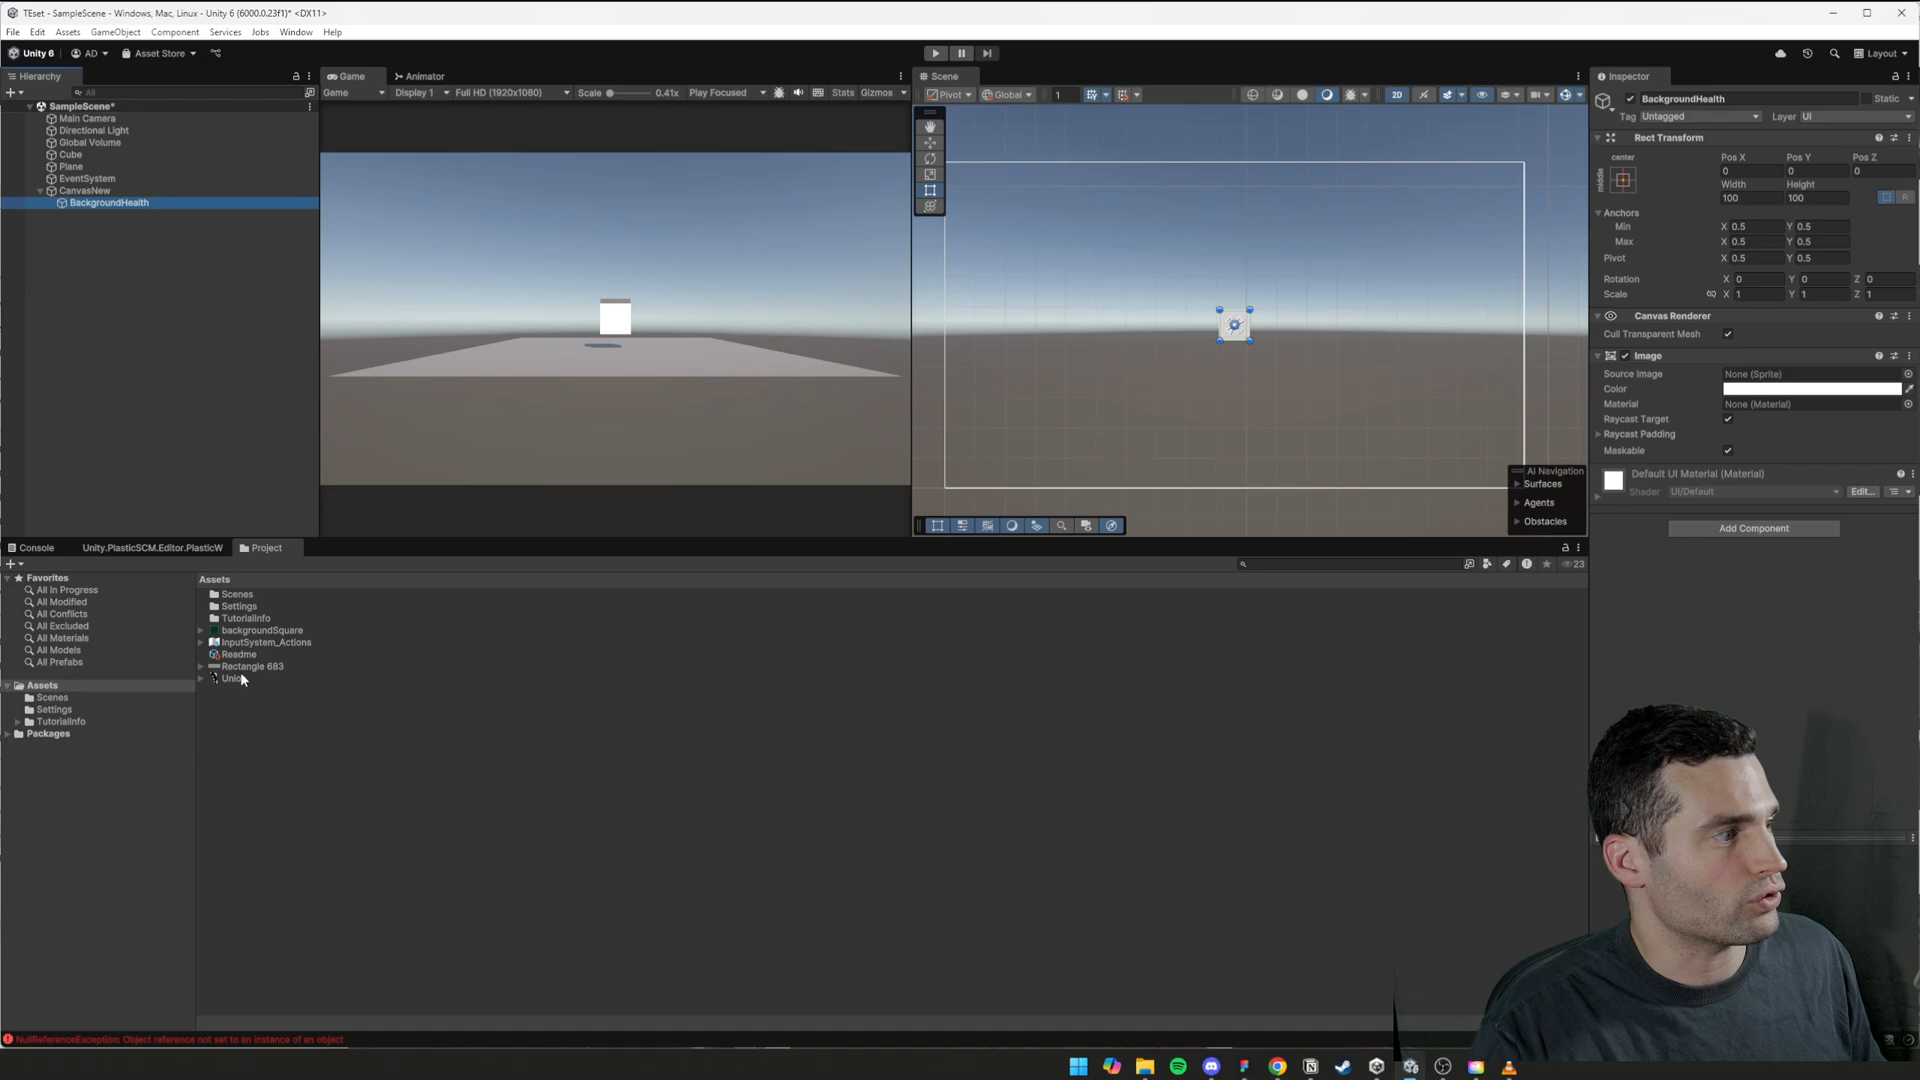 TEset - SampleScene - Windows, Mac, Linux - Unity 6 (6000.0.23f1)* <DX11>
File Edit Assets GameObject Component Services Jobs Window Help
Unity 6 AD Asset Store Layout
Hierarchy
All
SampleScene*
Main Camera
Directional Light
Global Volume
Cube
Plane
EventSystem
CanvasNew
BackgroundHealth
Game Animator
Game Display 1 Full HD (1920x1080) Scale 0.41x Play Focused Stats Gizmos
Scene
Pivot Global 1 2D
AI Navigation
Surfaces
Agents
Obstacles
Inspector
BackgroundHealth Static
Tag Untagged Layer UI
Rect Transform
center
middle
Pos X Pos Y Pos Z
0 0 0
Width Height
100 100 R
Anchors
Min X 0.5 Y 0.5
Max X 0.5 Y 0.5
Pivot X 0.5 Y 0.5
Rotation X 0 Y 0 Z 0
Scale X 1 Y 1 Z 1
Canvas Renderer
Cull Transparent Mesh
Image
Source Image None (Sprite)
Color
Material None (Material)
Raycast Target
Raycast Padding
Maskable
Default UI Material (Material)
Shader UI/Default Edit...
Add Component
Console Unity.PlasticSCM.Editor.PlasticW Project
23
Favorites
All In Progress
All Modified
All Conflicts
All Excluded
All Materials
All Models
All Prefabs
Assets
Scenes
Settings
TutorialInfo
Packages
Assets
Scenes
Settings
TutorialInfo
backgroundSquare
InputSystem_Actions
Readme
Rectangle 683
NullReferenceException: Object reference not set to an instance of an object